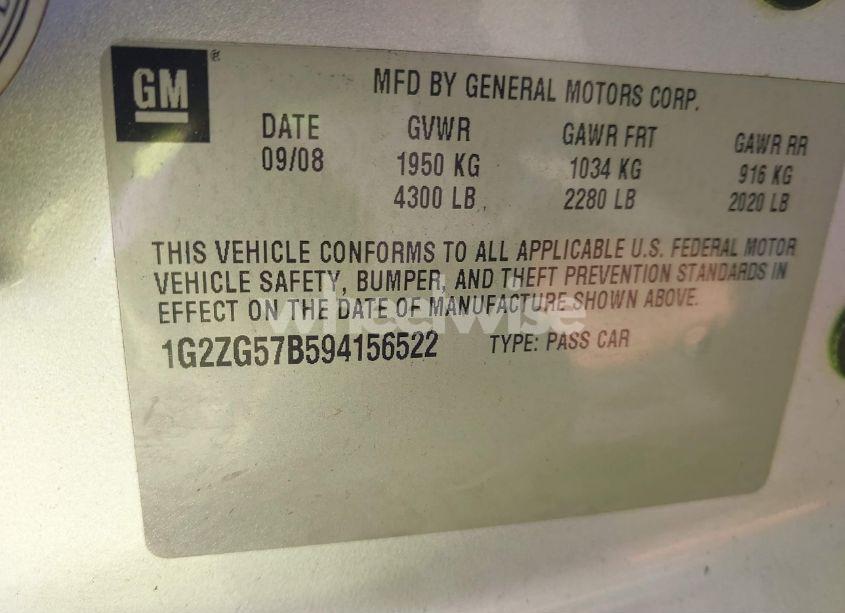 GM ®
MFD BY GENERAL MOTORS CORP.
DATE GVWR GAWR FRT GAWR RR
09/08 1950 KG 1034 KG 916 KG
4300 LB 2280 LB 2020 LB
THIS VEHICLE CONFORMS TO ALL APPLICABLE U.S. FEDERAL MOTOR
VEHICLE SAFETY, BUMPER, AND THEFT PREVENTION STANDARDS IN
EFFECT ON THE DATE OF MANUFACTURE SHOWN ABOVE.
wheelwise
1G2ZG57B594156522 TYPE: PASS CAR